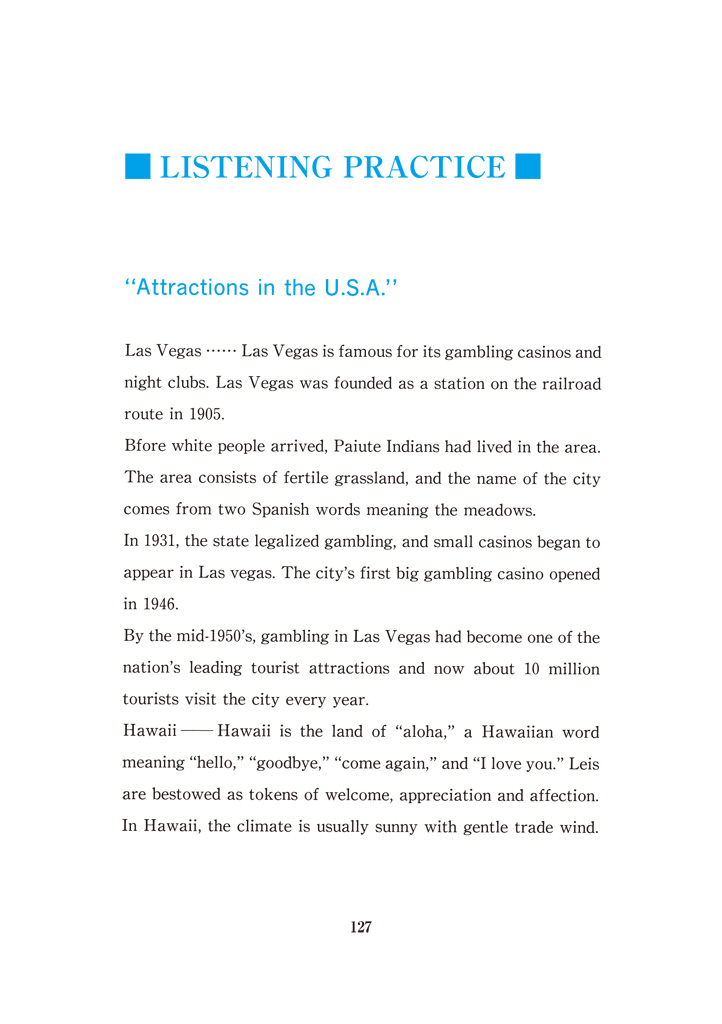 ■ LISTENING PRACTICE ■
“Attractions in the U.S.A.”
Las Vegas ⋯⋯ Las Vegas is famous for its gambling casinos and
night clubs. Las Vegas was founded as a station on the railroad
route in 1905.
Bfore white people arrived, Paiute Indians had lived in the area.
The area consists of fertile grassland, and the name of the city
comes from two Spanish words meaning the meadows.
In 1931, the state legalized gambling, and small casinos began to
appear in Las vegas. The city’s first big gambling casino opened
in 1946.
By the mid-1950’s, gambling in Las Vegas had become one of the
nation’s leading tourist attractions and now about 10 million
tourists visit the city every year.
Hawaii ―― Hawaii is the land of “aloha,” a Hawaiian word
meaning “hello,” “goodbye,” “come again,” and “I love you.” Leis
are bestowed as tokens of welcome, appreciation and affection.
In Hawaii, the climate is usually sunny with gentle trade wind.
127